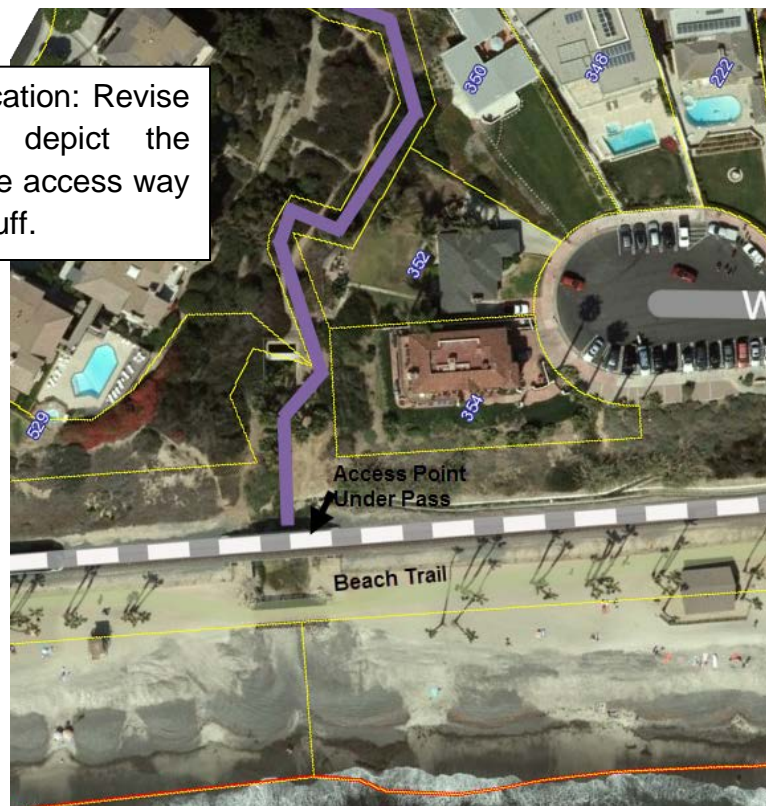 cation: Revise
depict the
e access way
uff.
350
348
222
352
W
354
529
Access Point
Under Pass
Beach Trail